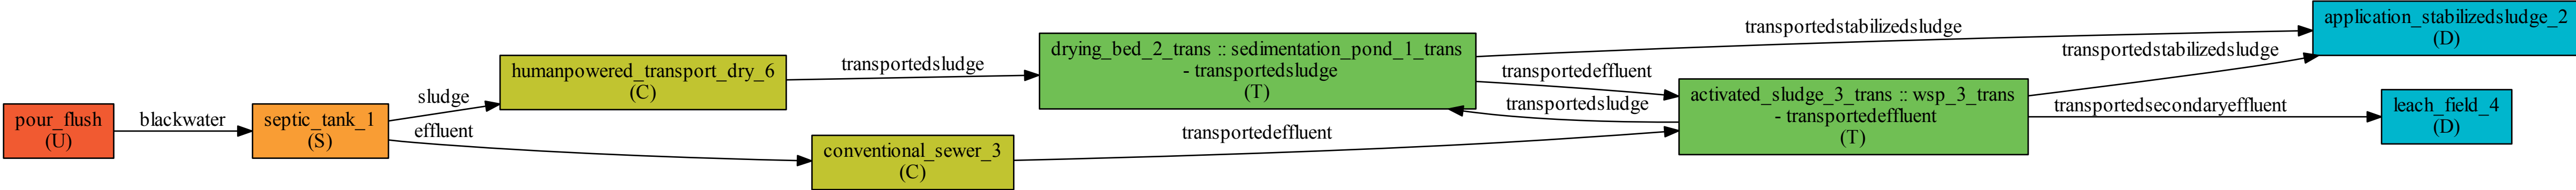 pour_flush
(U)
blackwater
septic_tank_1
(S)
sludge
effluent
humanpowered_transport_dry_6
(C)
conventional_sewer_3
(C)
transportedsludge
transportedeffluent
drying_bed_2_trans :: sedimentation_pond_1_trans
- transportedsludge
(T)
transportedeffluent
transportedsludge
activated_sludge_3_trans :: wsp_3_trans
- transportedeffluent
(T)
transportedstabilizedsludge
transportedstabilizedsludge
transportedsecondaryeffluent
application_stabilizedsludge_2
(D)
leach_field_4
(D)